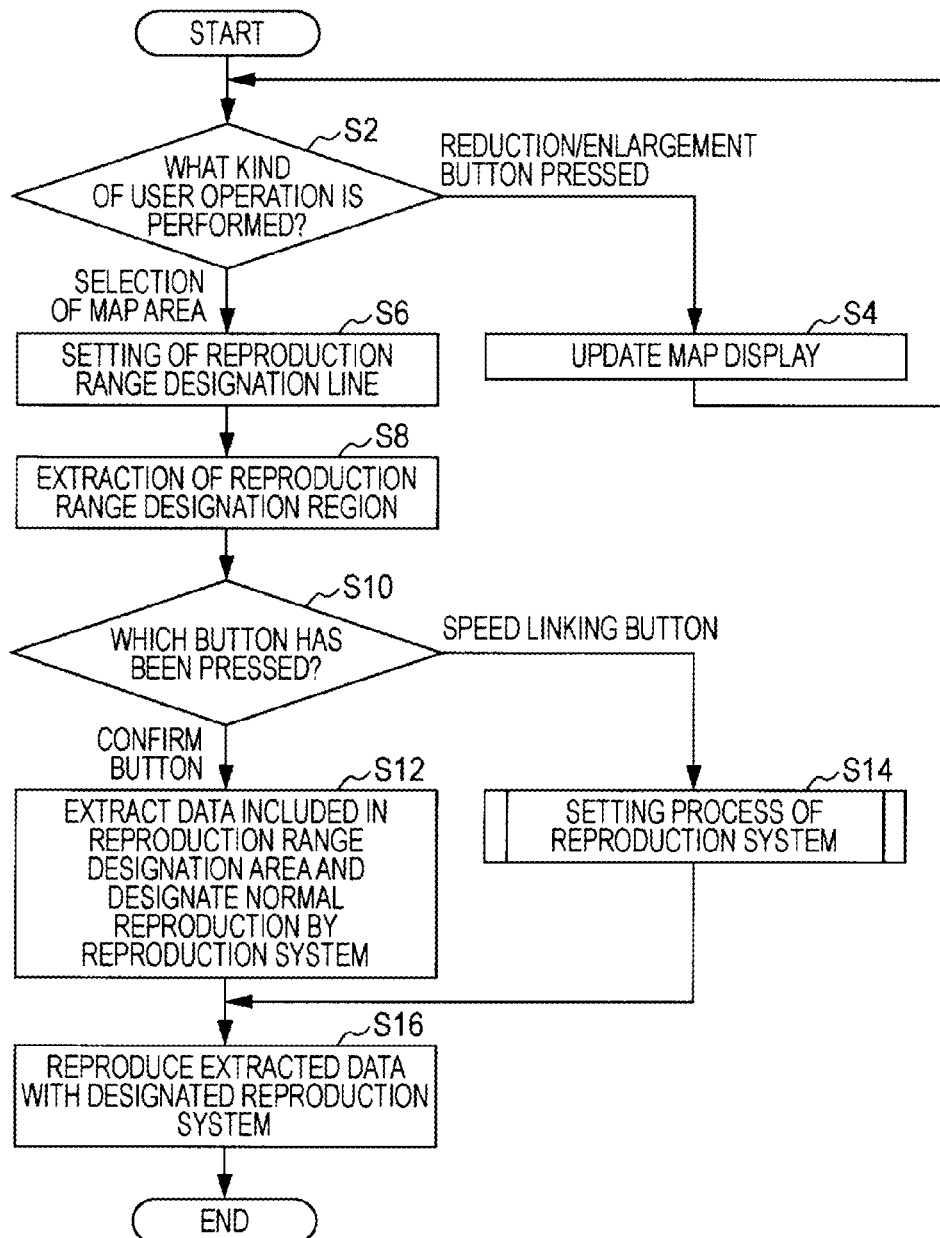 START
S2
WHAT KIND
OF USER OPERATION IS
PERFORMED?
REDUCTION/ENLARGEMENT
BUTTON PRESSED
SELECTION
OF MAP AREA
S6
SETTING OF REPRODUCTION
RANGE DESIGNATION LINE
S4
UPDATE MAP DISPLAY
S8
EXTRACTION OF REPRODUCTION
RANGE DESIGNATION REGION
S10
WHICH BUTTON HAS
BEEN PRESSED?
SPEED LINKING BUTTON
CONFIRM
BUTTON
S12
EXTRACT DATA INCLUDED IN
REPRODUCTION RANGE
DESIGNATION AREA AND
DESIGNATE NORMAL
REPRODUCTION BY
REPRODUCTION SYSTEM
S14
SETTING PROCESS OF
REPRODUCTION SYSTEM
S16
REPRODUCE EXTRACTED DATA
WITH DESIGNATED REPRODUCTION
SYSTEM
END